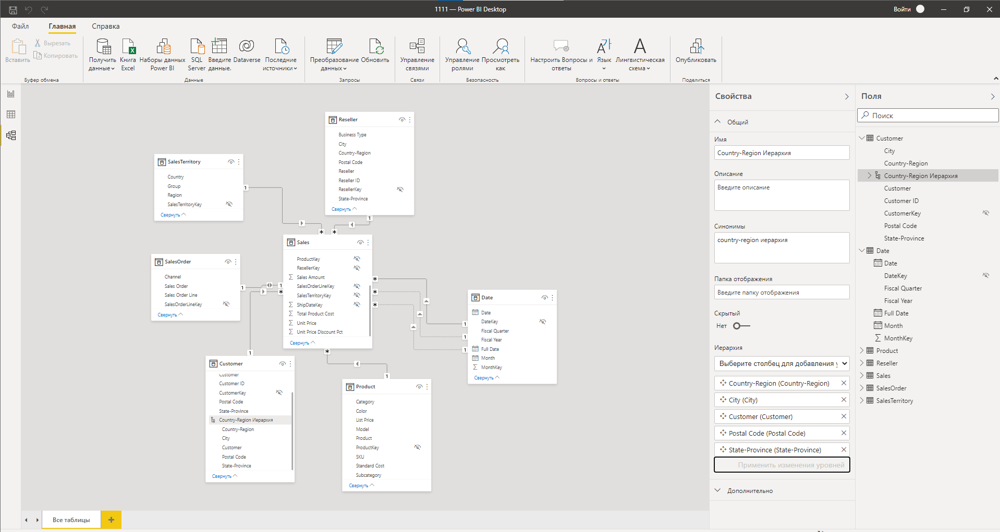 1111 — Power BI Desktop
Войти
Файл
Главная
Справка
Вставить
Вырезать
Копировать
Буфер обмена
Получить данные
Книга Excel
Наборы данных Power BI
SQL Server
Введите данные.
Dataverse
Последние источники
Данные
Преобразование данных
Обновить
Запросы
Управление связями
Связи
Управление ролями
Просмотреть как
Безопасность
Настроить Вопросы и ответы
Язык
Лингвистическая схема
Вопросы и ответы
Опубликовать
Поделиться
Reseller
Business Type
City
Country-Region
Postal Code
Reseller
Reseller ID
ResellerKey
State-Province
Свернуть
SalesTerritory
Country
Group
Region
SalesTerritoryKey
Свернуть
1
1
*
*
Sales
ProductKey
ResellerKey
Sales Amount
SalesOrderLineKey
SalesTerritoryKey
ShipDateKey
Total Product Cost
Unit Price
Unit Price Discount Pct
Свернуть
SalesOrder
Channel
Sales Order
Sales Order Line
SalesOrderLineKey
Свернуть
1
1
*
*
*
*
1
1
1
Date
Date
DateKey
Fiscal Quarter
Fiscal Year
Full Date
Month
MonthKey
Свернуть
1
*
1
Customer
Customer
Customer ID
CustomerKey
Postal Code
State-Province
Country-Region Иерархия
Country-Region
City
Customer
Postal Code
State-Province
Свернуть
Product
Category
Color
List Price
Model
Product
ProductKey
SKU
Standard Cost
Subcategory
Свернуть
Все таблицы
Свойства
Общий
Имя
Country-Region Иерархия
Описание
Введите описание
Синонимы
country-region иерархия
Папка отображения
Введите папку отображения
Скрытый
Нет
Иерархия
Выберите столбец для добавления
Country-Region (Country-Region)
City (City)
Customer (Customer)
Postal Code (Postal Code)
State-Province (State-Province)
Применить изменения уровней
Дополнительно
Поля
Поиск
Customer
City
Country-Region
Country-Region Иерархия
Customer
Customer ID
CustomerKey
Postal Code
State-Province
Date
Date
DateKey
Fiscal Quarter
Fiscal Year
Full Date
Month
MonthKey
Product
Reseller
Sales
SalesOrder
SalesTerritory